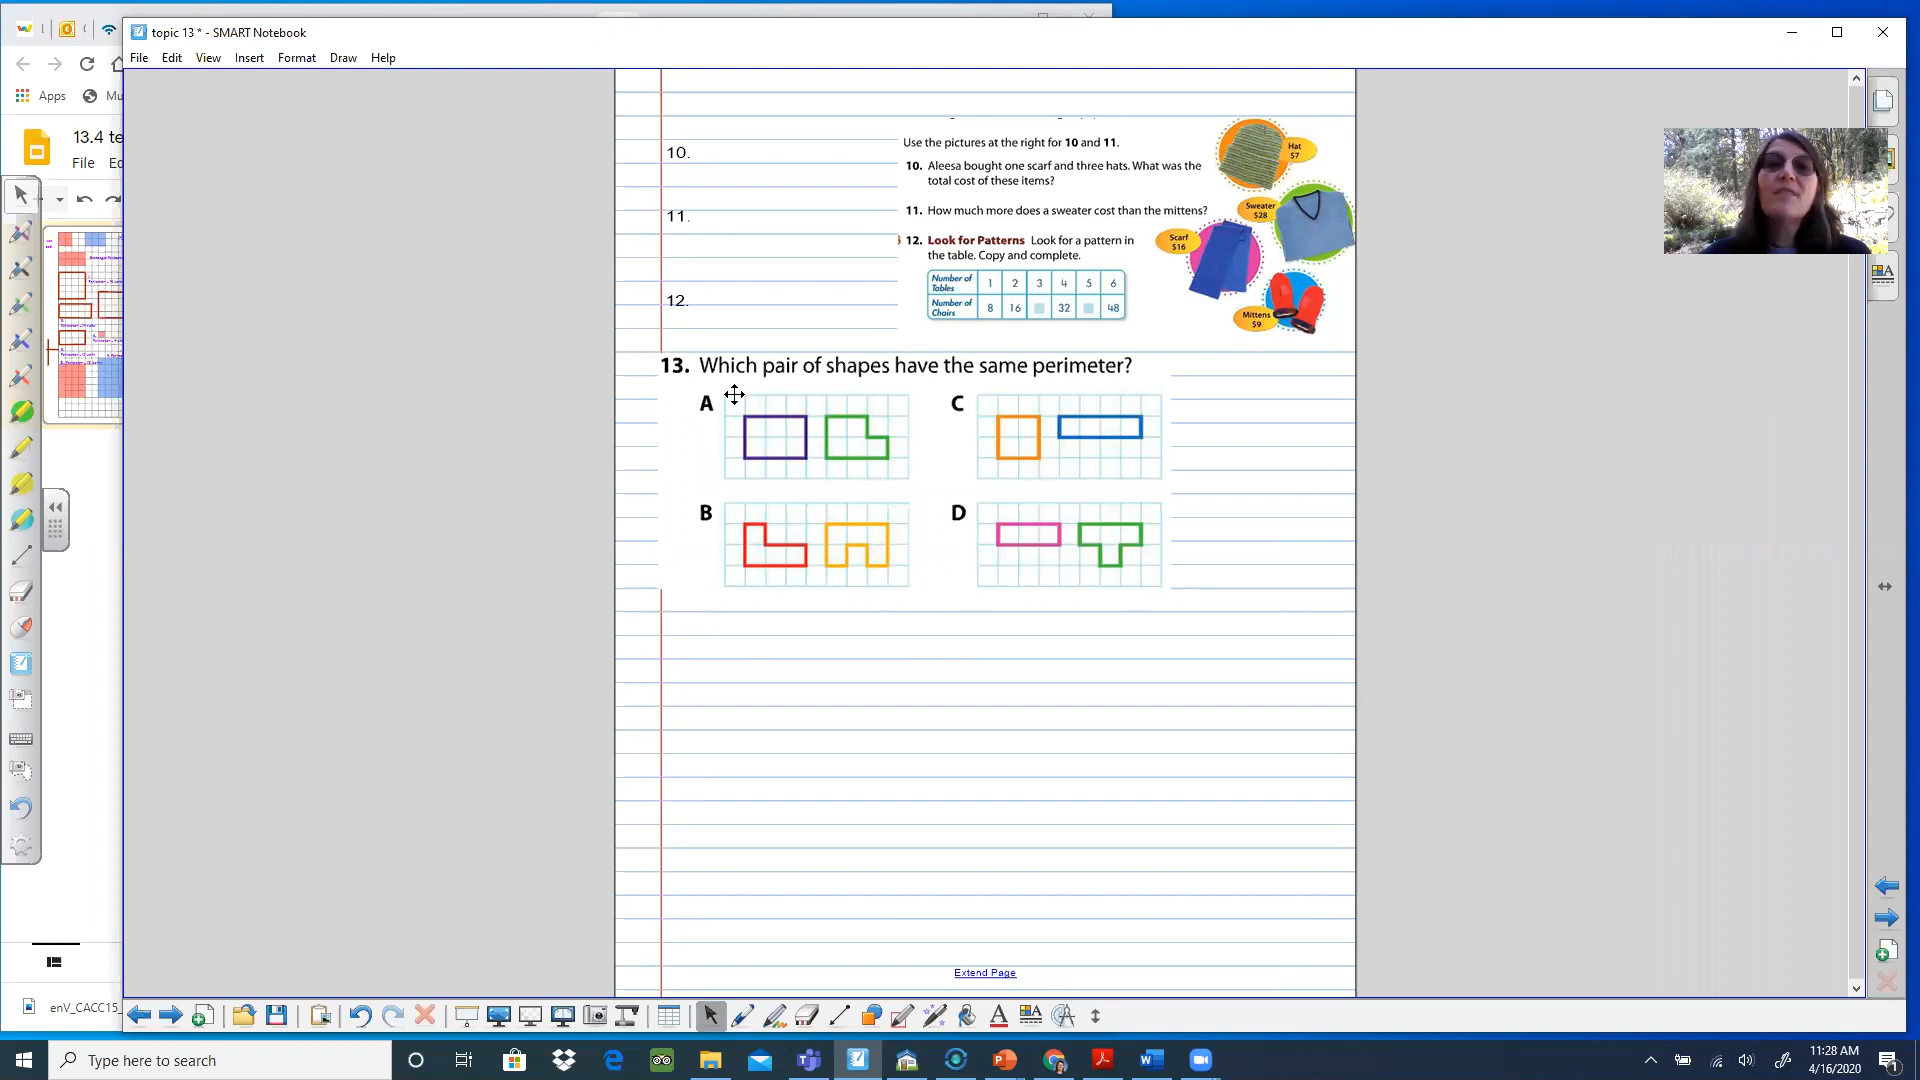 topic 13 * - SMART Notebook
File Edit View Insert Format Draw Help
Apps
Mu
13.4 te
File Ed
10.
11.
12.
Use the pictures at the right for 10 and 11.
10. Aleesa bought one scarf and three hats. What was the
total cost of these items?
11. How much more does a sweater cost than the mittens?
12. Look for Patterns Look for a pattern in
the table. Copy and complete.
Number of Tables 1 2 3 4 5 6
Number of Chairs 8 16 32 48
Hat
$7
Sweater
$28
Scarf
$16
Mittens
$9
13. Which pair of shapes have the same perimeter?
A
C
B
D
Extend Page
enV_CACC15_
Type here to search
11:28 AM
4/16/2020